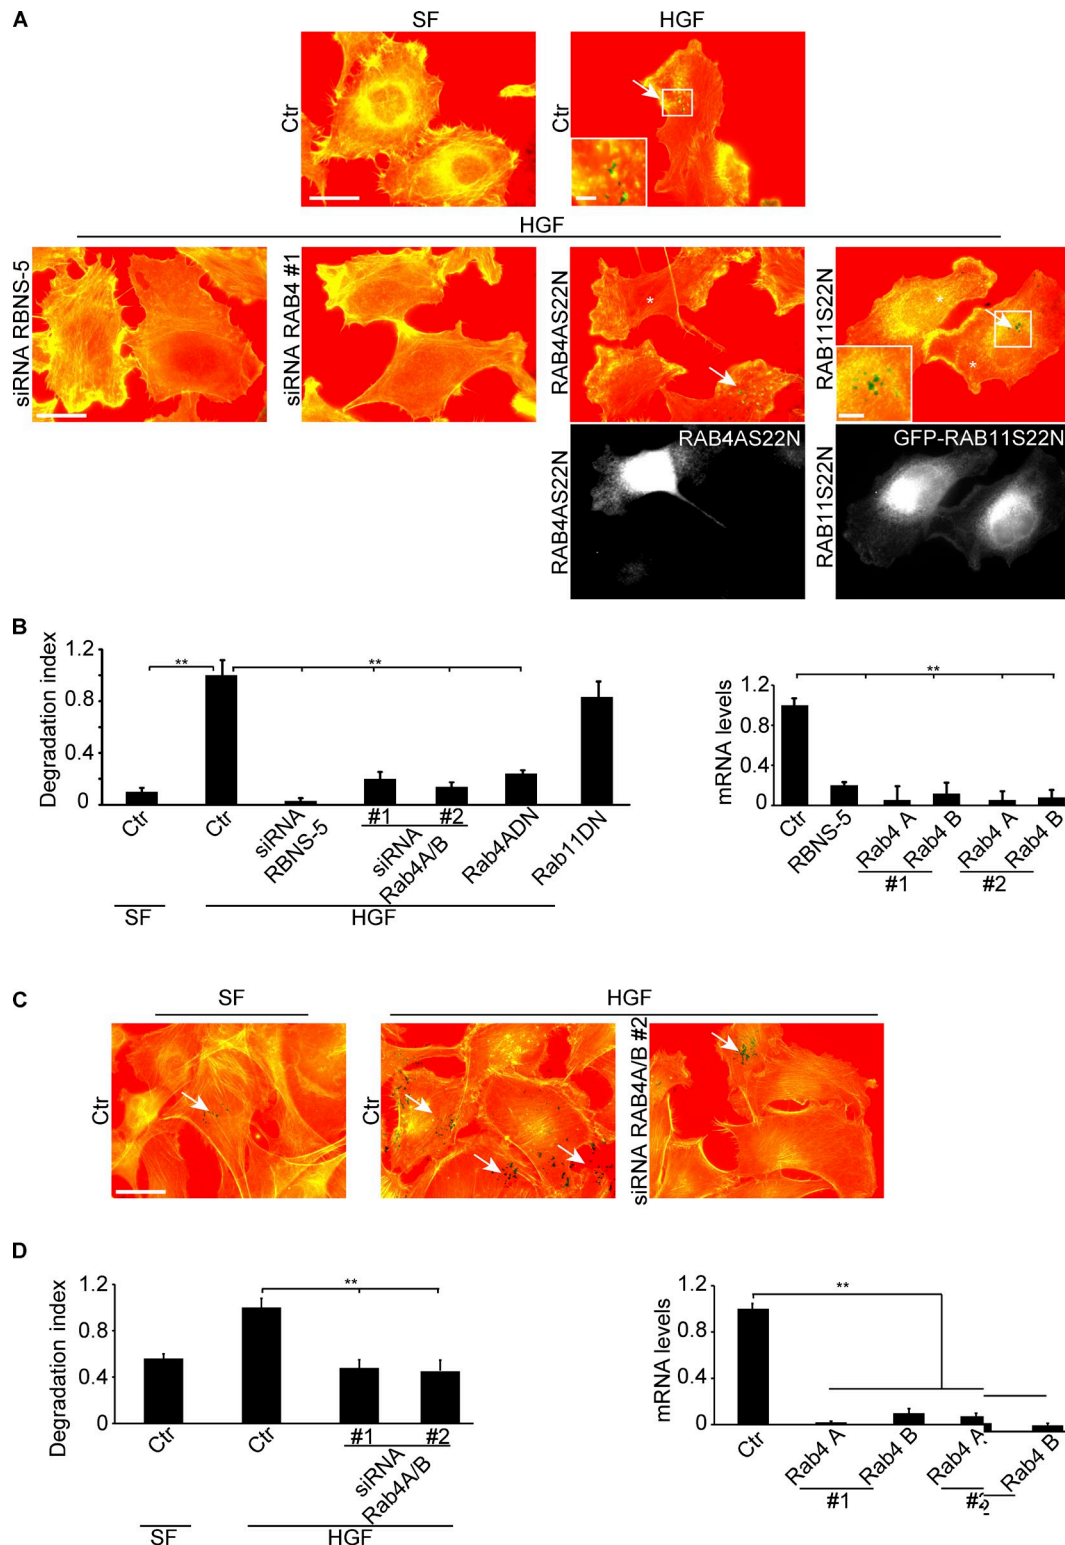 A
SF
HGF
Ctr
Ctr
HGF
siRNA RBNS-5
siRNA RAB4 #1
RAB4AS22N
RAB11S22N
RAB4AS22N
RAB4AS22N
RAB11S22N
GFP-RAB11S22N
B
Degradation index
1.2
0.8
0.4
0
**
**
Ctr
Ctr
siRNA
RBNS-5
#1
#2
siRNA
Rab4A/B
Rab4ADN
Rab11DN
SF
HGF
mRNA levels
1.2
0.8
0.4
0
**
Ctr
RBNS-5
Rab4 A
Rab4 B
Rab4 A
Rab4 B
#1
#2
C
SF
HGF
Ctr
Ctr
siRNA RAB4A/B #2
D
Degradation index
1.2
0.8
0.4
0
**
Ctr
Ctr
#1
#2
siRNA
Rab4A/B
SF
HGF
mRNA levels
1.2
0.8
0.4
0
**
Ctr
Rab4 A
Rab4 B
Rab4 A
Rab4 B
#1
#2